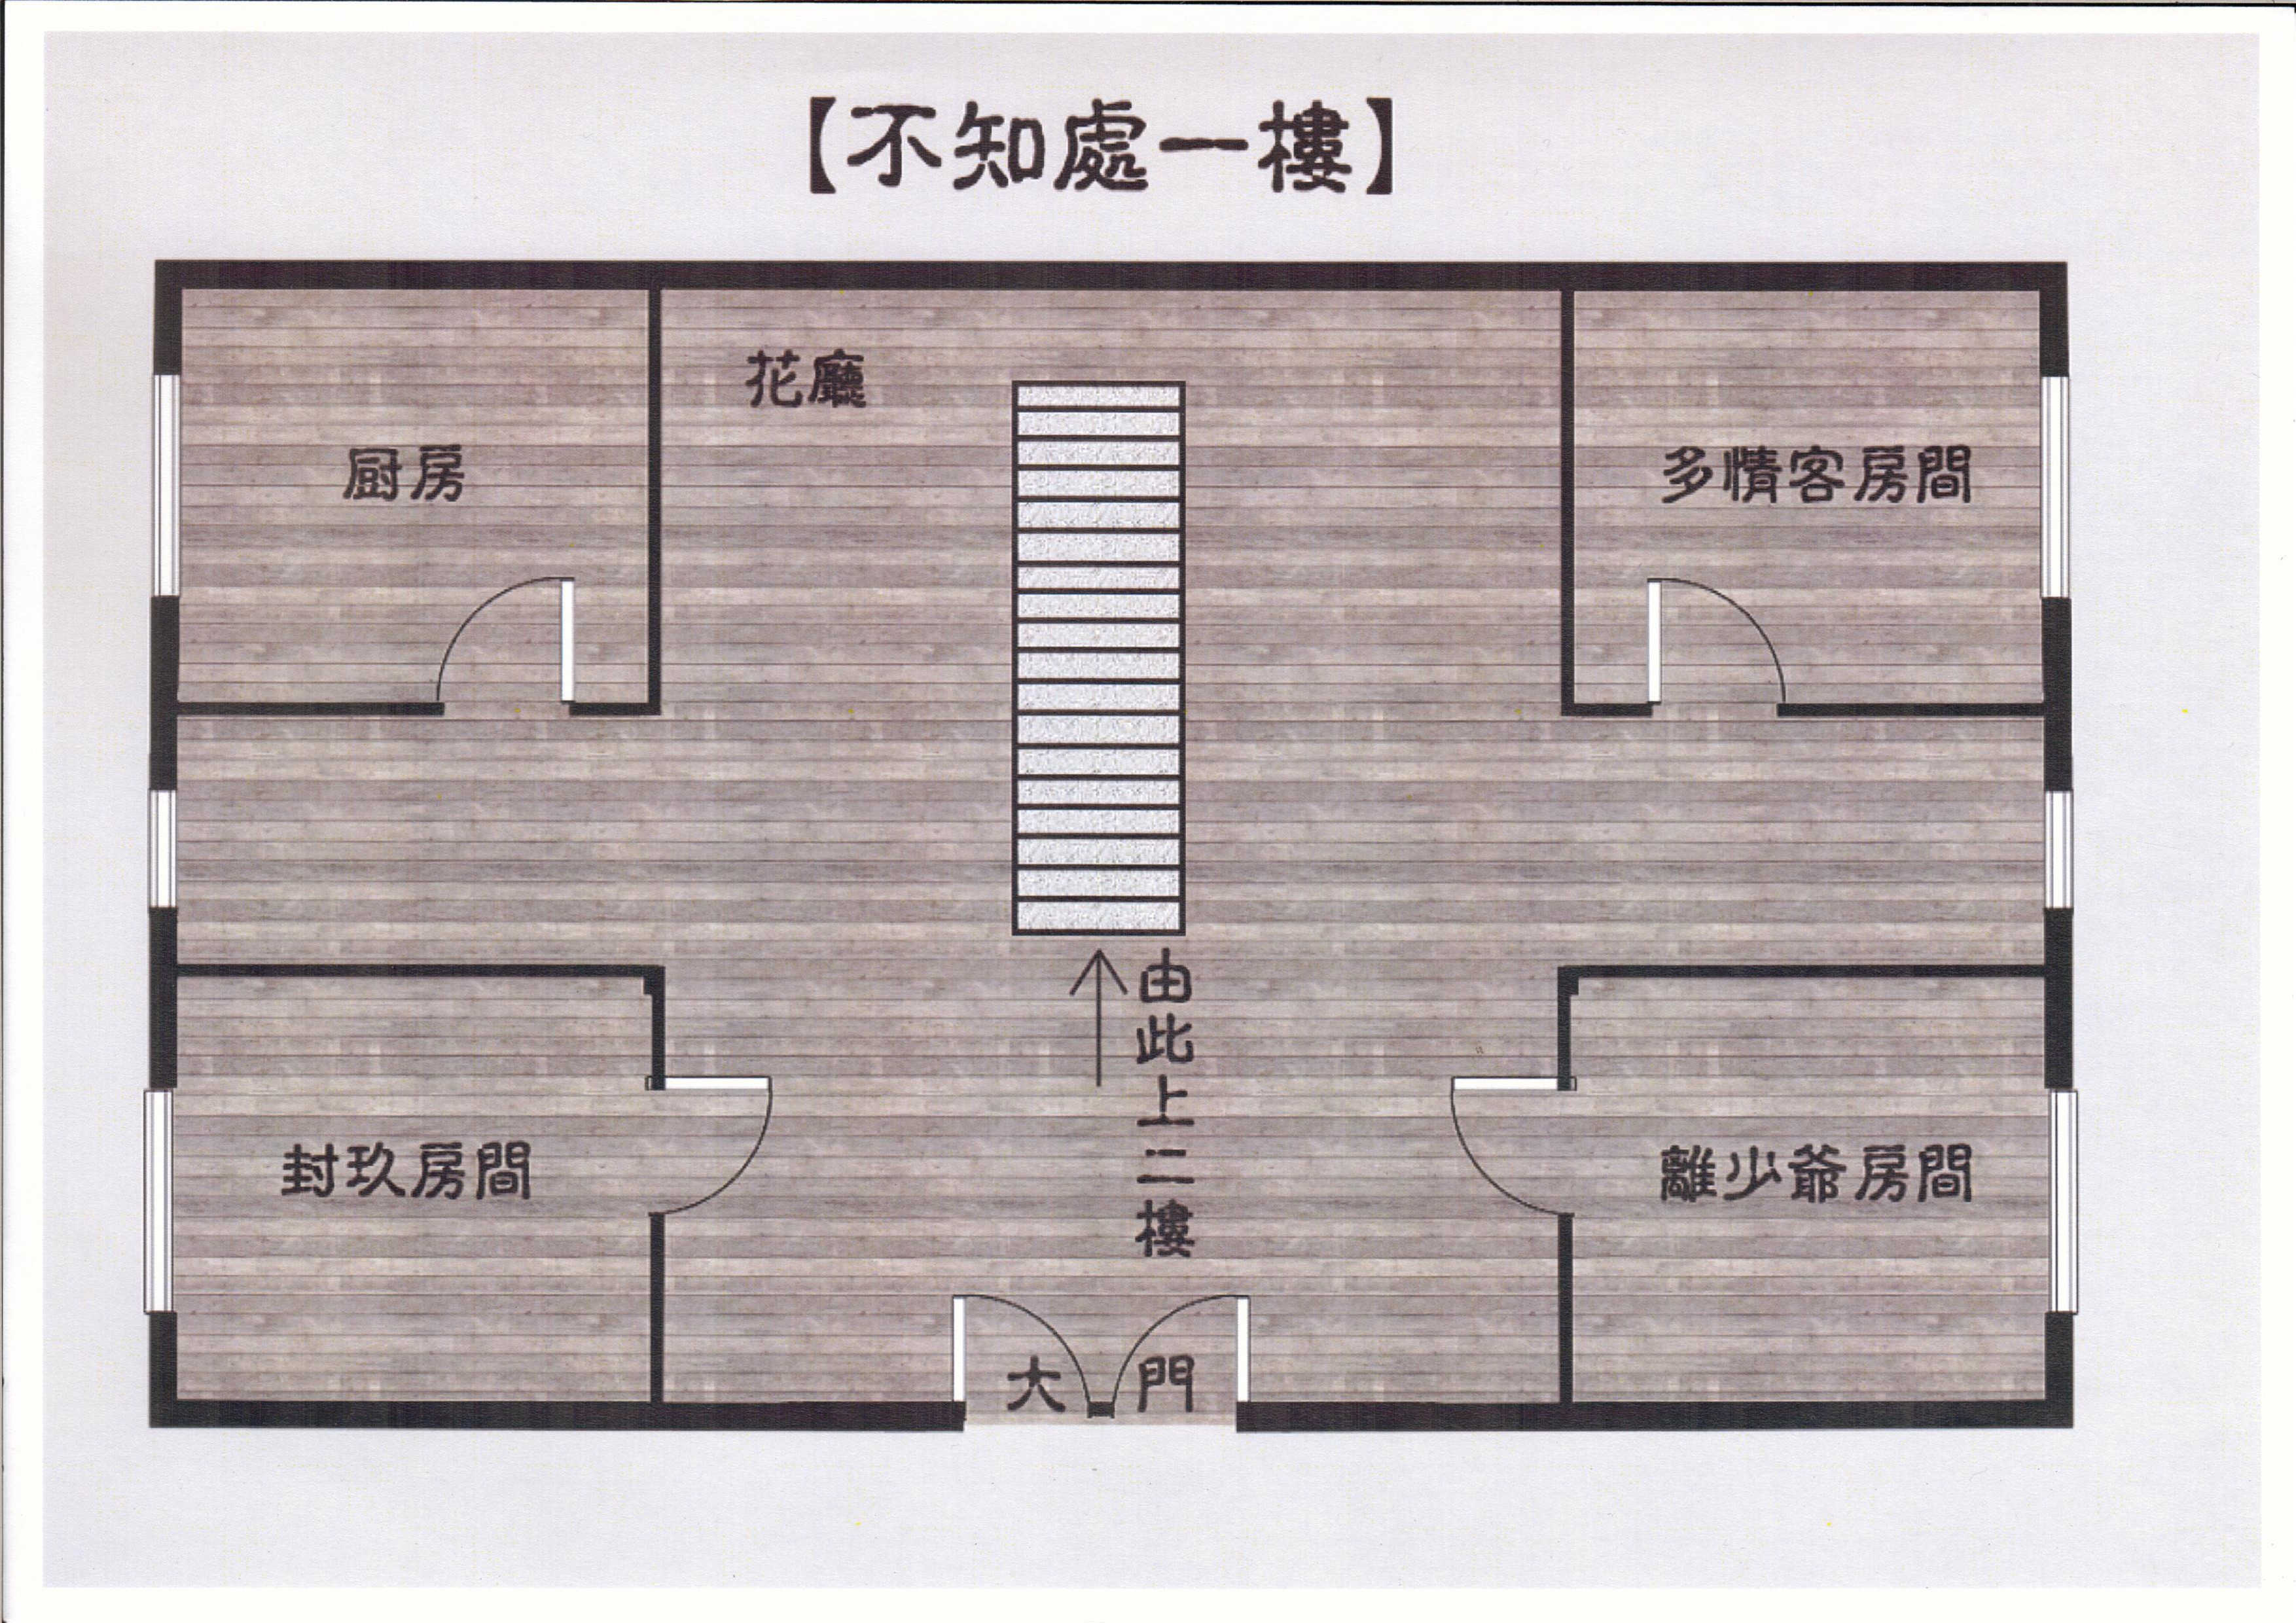 【不知處一樓】
花廳
厨房
多情客房間
由此上二樓
封玖房間
離少爺房間
大門